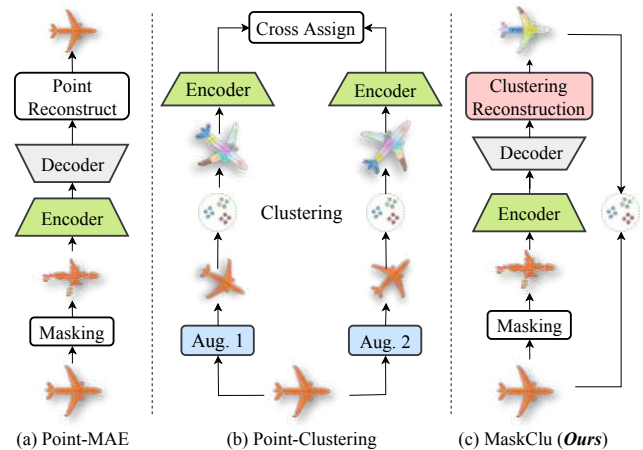 Point
Reconstruct
Decoder
Encoder
Masking
(a) Point-MAE
Cross Assign
Encoder
Encoder
Clustering
Aug. 1
Aug. 2
(b) Point-Clustering
Clustering
Reconstruction
Decoder
Encoder
Masking
(c) MaskClu (Ours)